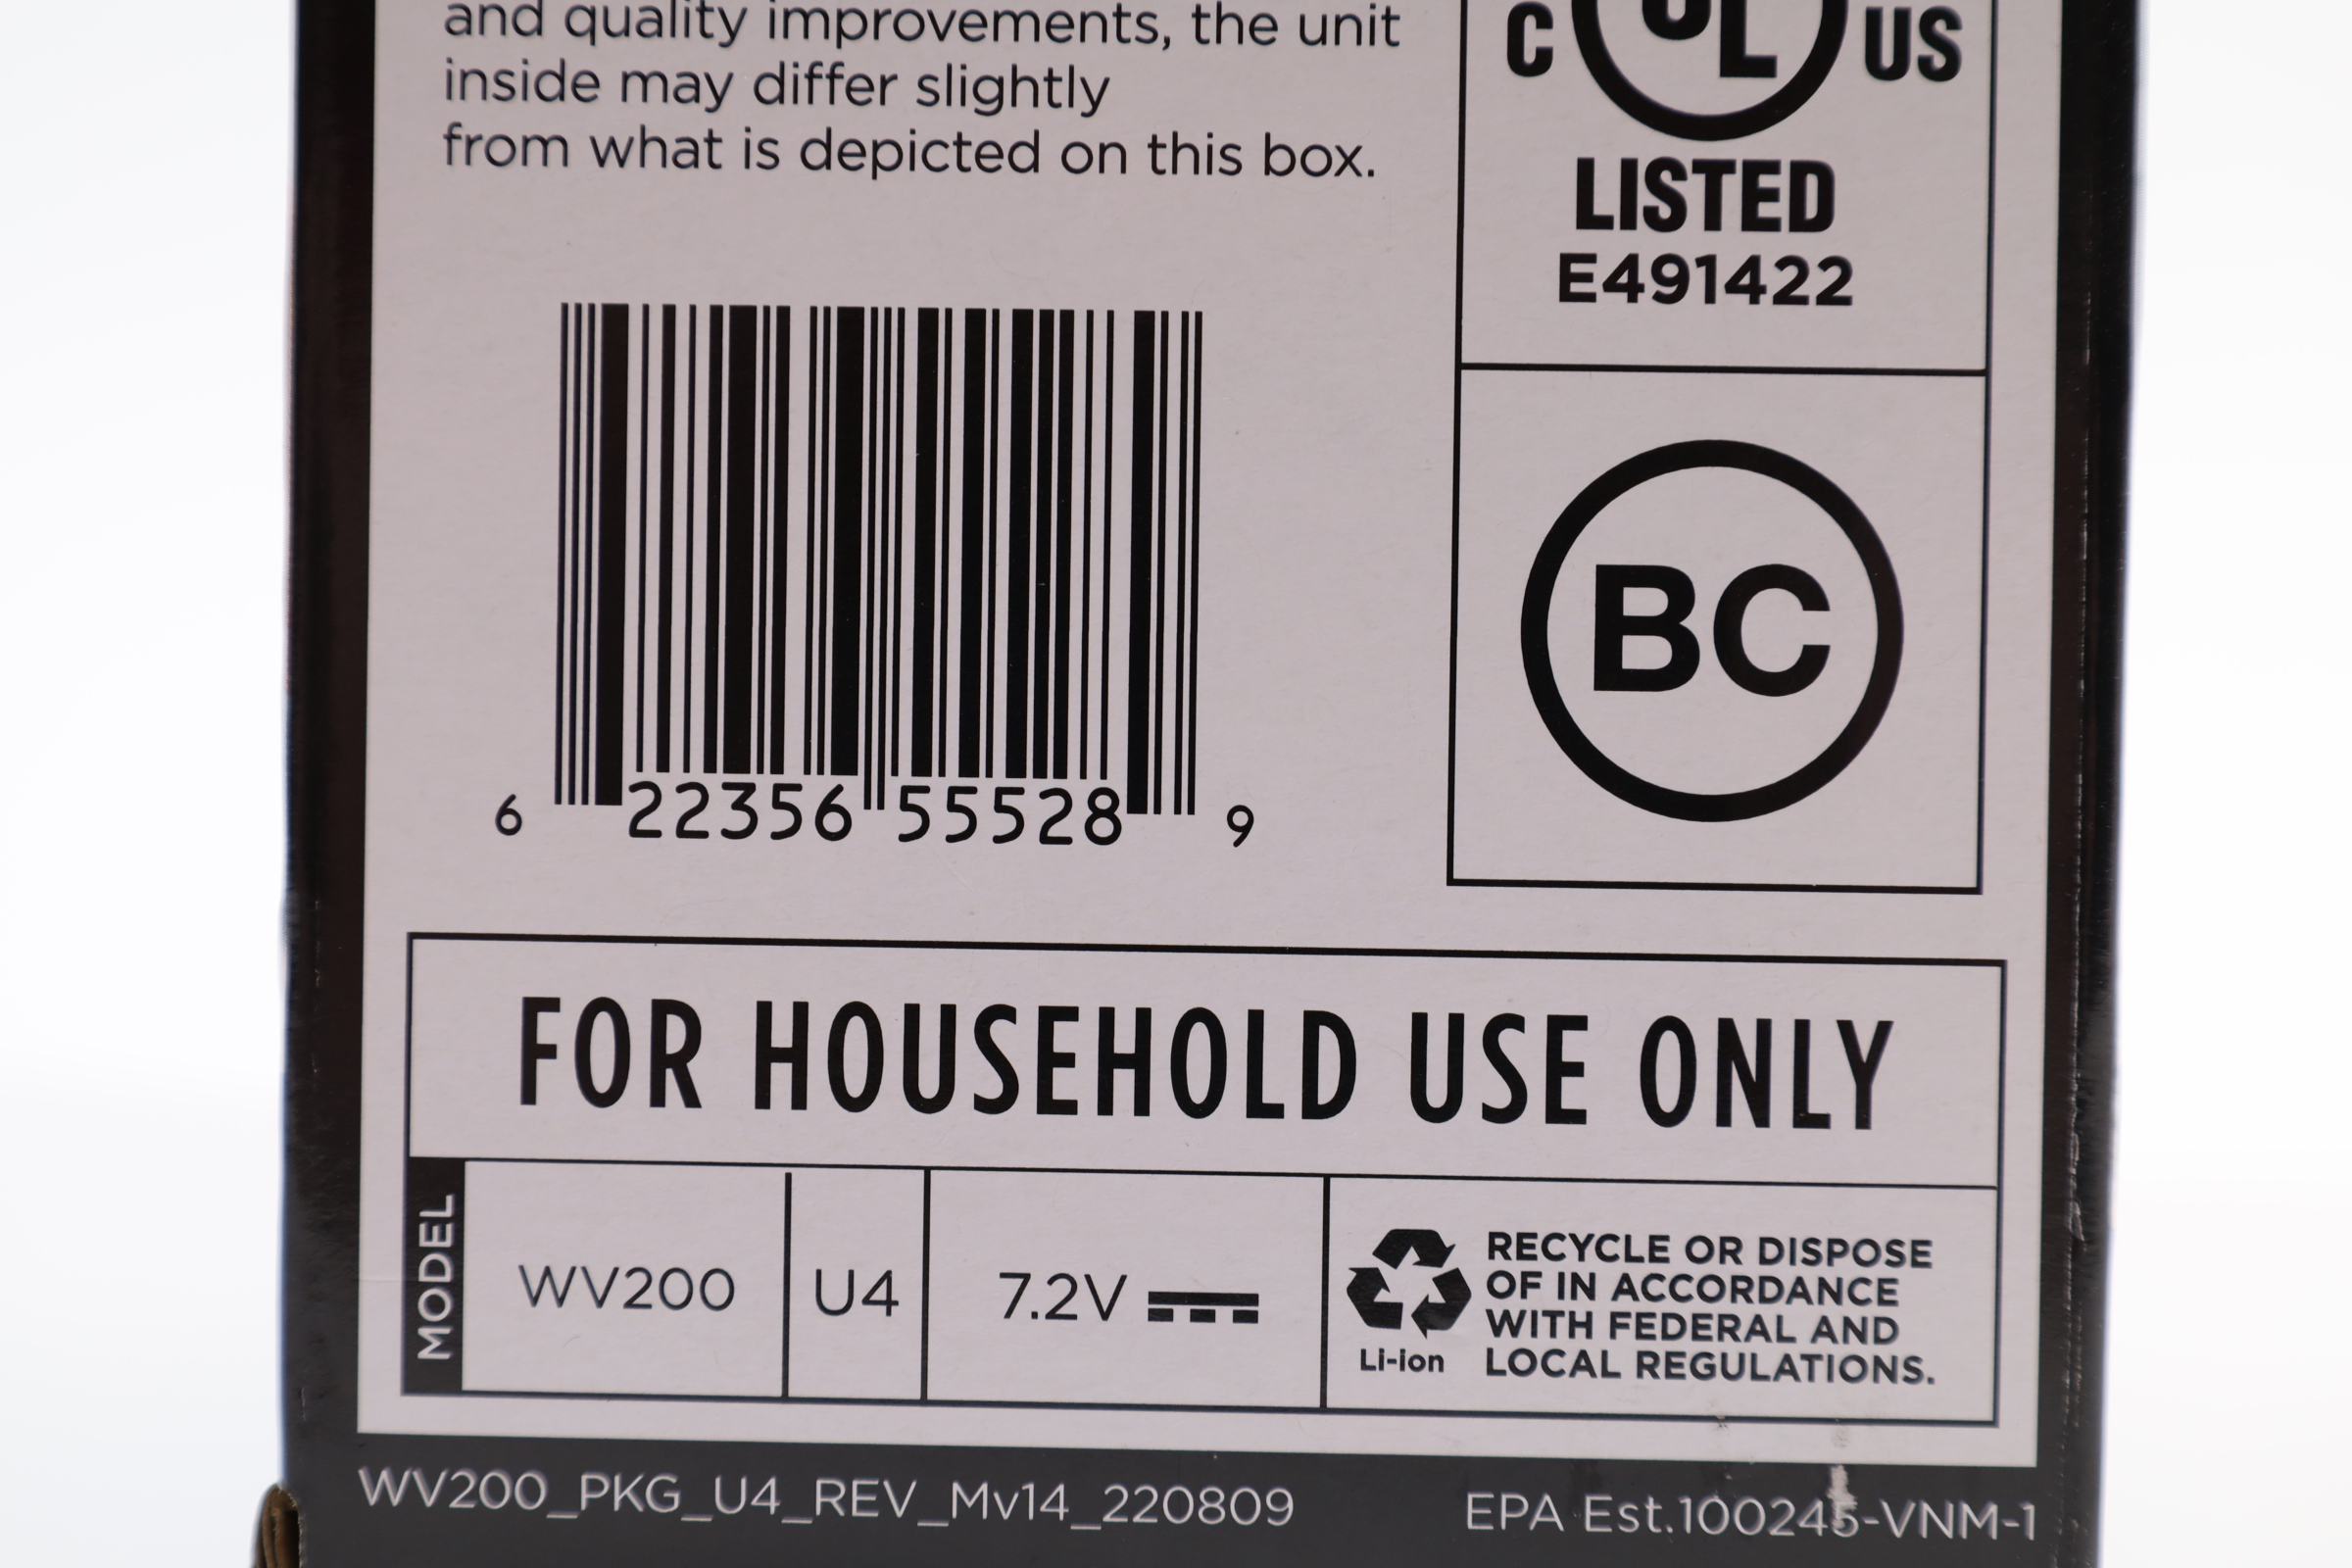 and quality improvements, the unit
inside may differ slightly
from what is depicted on this box.
C UL US
LISTED
E491422
BC
6 22356 55528 9
FOR HOUSEHOLD USE ONLY
MODEL
WV200
U4
7.2V
Li-ion
RECYCLE OR DISPOSE
OF IN ACCORDANCE
WITH FEDERAL AND
LOCAL REGULATIONS.
WV200_PKG_U4_REV_Mv14_220809
EPA Est.100245-VNM-1